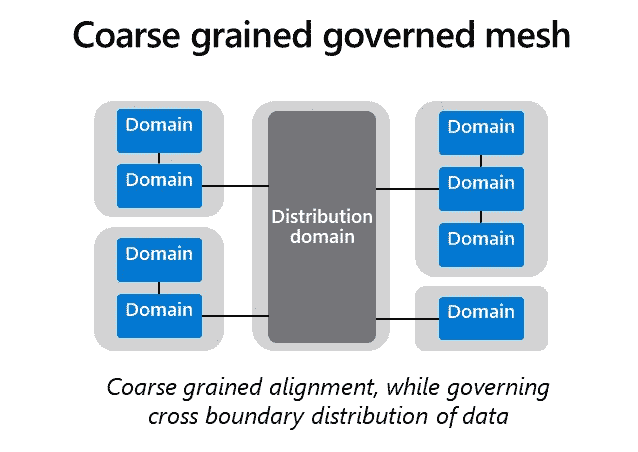 Coarse grained governed mesh
Domain
Domain
Domain
Domain
Distribution
domain
Domain
Domain
Domain
Domain
Coarse grained alignment, while governing
cross boundary distribution of data